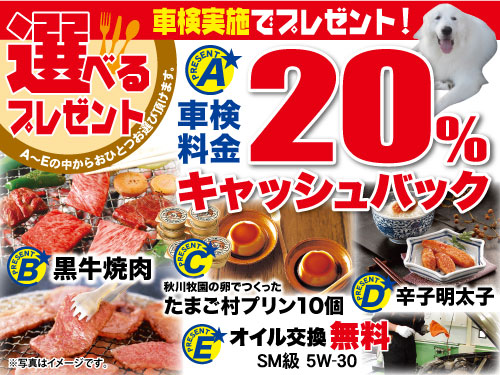 車検実施でプレゼント!
選べる
プレゼント
A〜Eの中からおひとつお選び頂けます。
PRESENT
A
車検
料金
20%
キャッシュバック
PRESENT
B
黒牛焼肉
PRESENT
C
秋川牧園の卵でつくった
たまご村プリン10個
PRESENT
D
辛子明太子
PRESENT
E
オイル交換 無料
SM級 5W-30
※写真はイメージです。